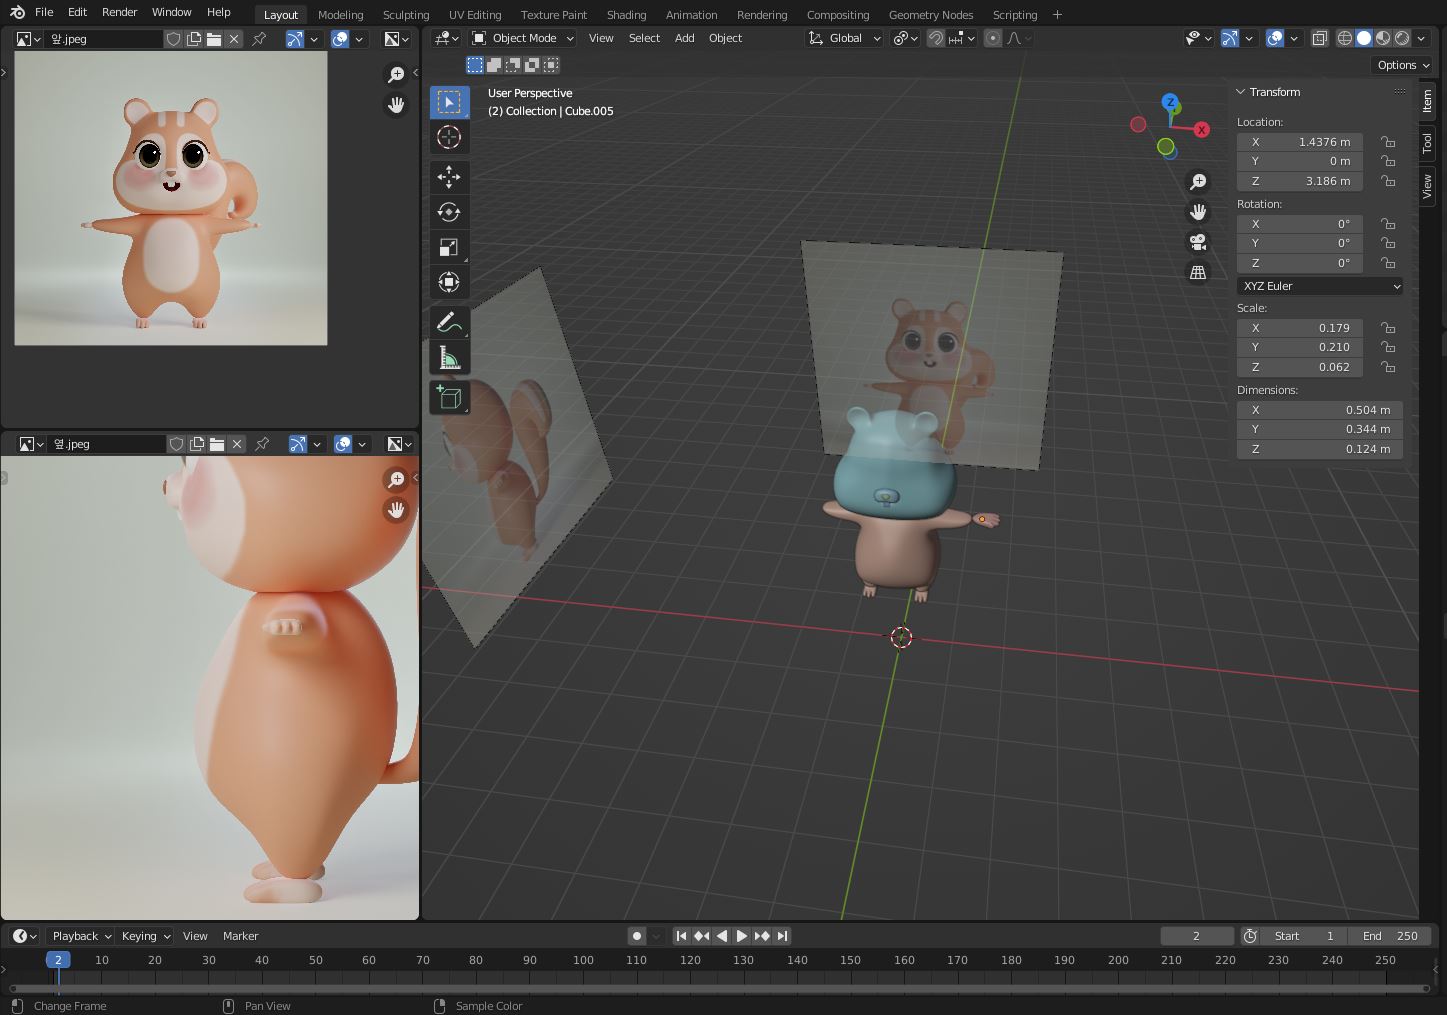 File Edit Render Window Help Layout Modeling Sculpting UV Editing Texture Paint Shading Animation Rendering Compositing Geometry Nodes Scripting +
앞.jpeg
Object Mode View Select Add Object Global
Options
User Perspective
(2) Collection | Cube.005
Z
X
Transform
Location:
X 1.4376 m
Y 0 m
Z 3.186 m
Rotation:
X 0°
Y 0°
Z 0°
XYZ Euler
Scale:
X 0.179
Y 0.210
Z 0.062
Dimensions:
X 0.504 m
Y 0.344 m
Z 0.124 m
Item
Tool
View
옆.jpeg
Playback Keying View Marker
2 Start 1 End 250
2 10 20 30 40 50 60 70 80 90 100 110 120 130 140 150 160 170 180 190 200 210 220 230 240 250
Change Frame Pan View Sample Color